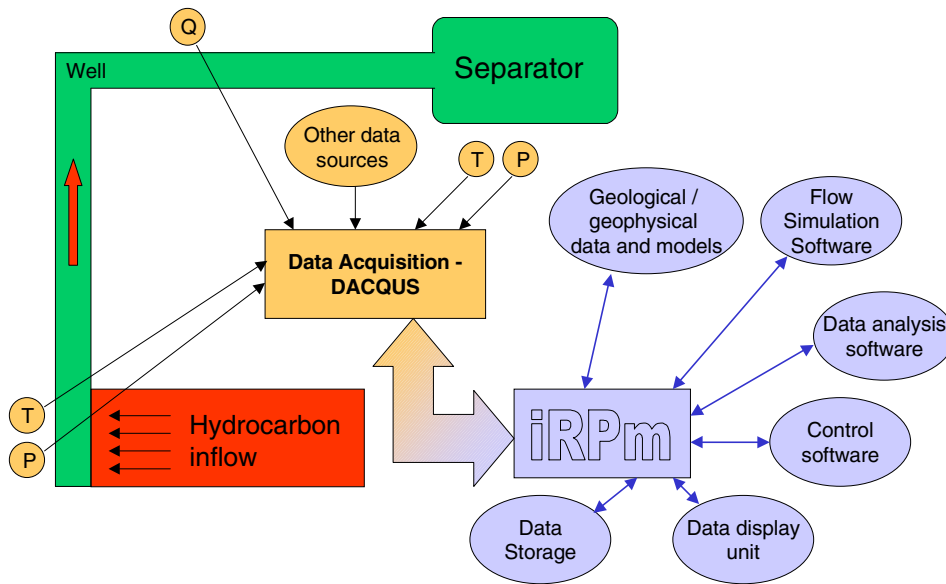 Q
Well
Separator
Other data
sources
T
P
Geological /
geophysical
data and models
Flow
Simulation
Software
Data Acquisition -
DACQUS
Data analysis
software
T
P
Hydrocarbon
inflow
iRPm
Control
software
Data
Storage
Data display
unit